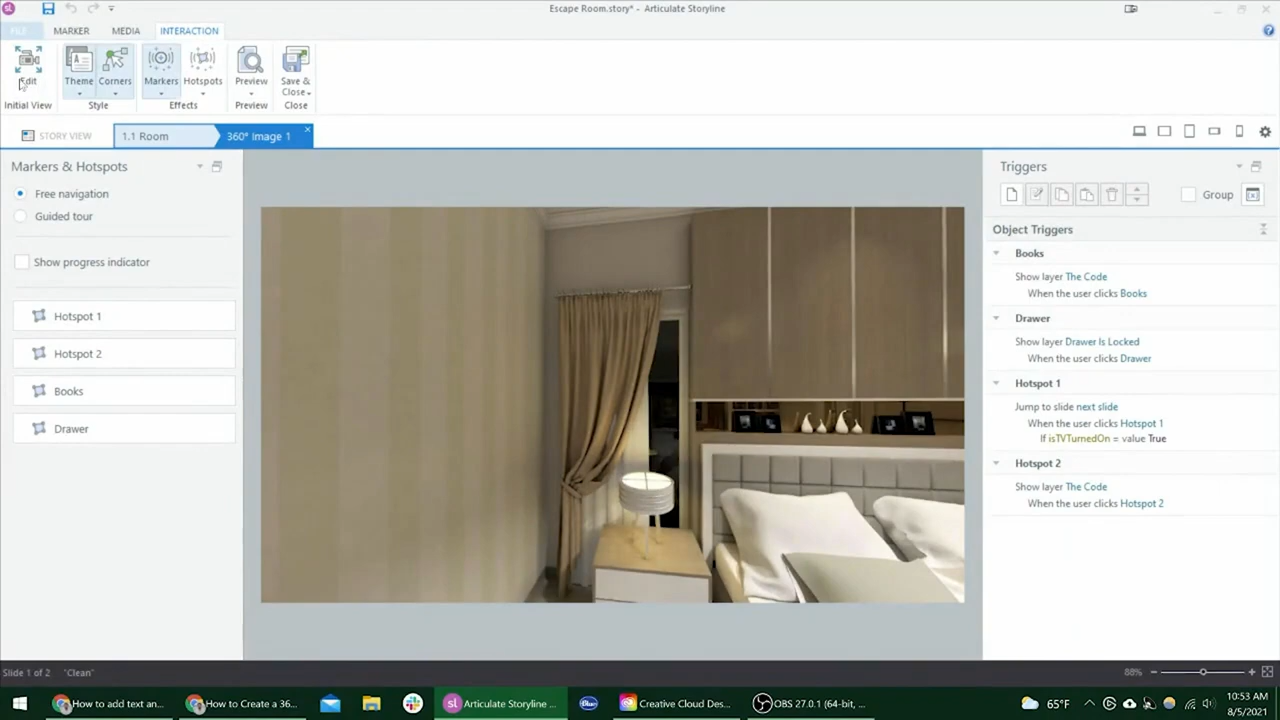 sl
Escape Room.story* - Articulate Storyline
FILE MARKER MEDIA INTERACTION
Edit Theme Corners Markers Hotspots Preview Save & Close
Initial View Style Effects Preview Close
STORY VIEW 1.1 Room 360° Image 1
Markers & Hotspots
Free navigation
Guided tour
Show progress indicator
Hotspot 1
Hotspot 2
Books
Drawer
Triggers
Group
Object Triggers
Books
Show layer The Code
When the user clicks Books
Drawer
Show layer Drawer Is Locked
When the user clicks Drawer
Hotspot 1
Jump to slide next slide
When the user clicks Hotspot 1
If isTVTurnedOn = value True
Hotspot 2
Show layer The Code
When the user clicks Hotspot 2
Slide 1 of 2 "Clean" 88%
How to add text an... How to Create a 36... sl Articulate Storyline ... Blue Creative Cloud Des... OBS 27.0.1 (64-bit, ... 65°F 10:53 AM
8/5/2021